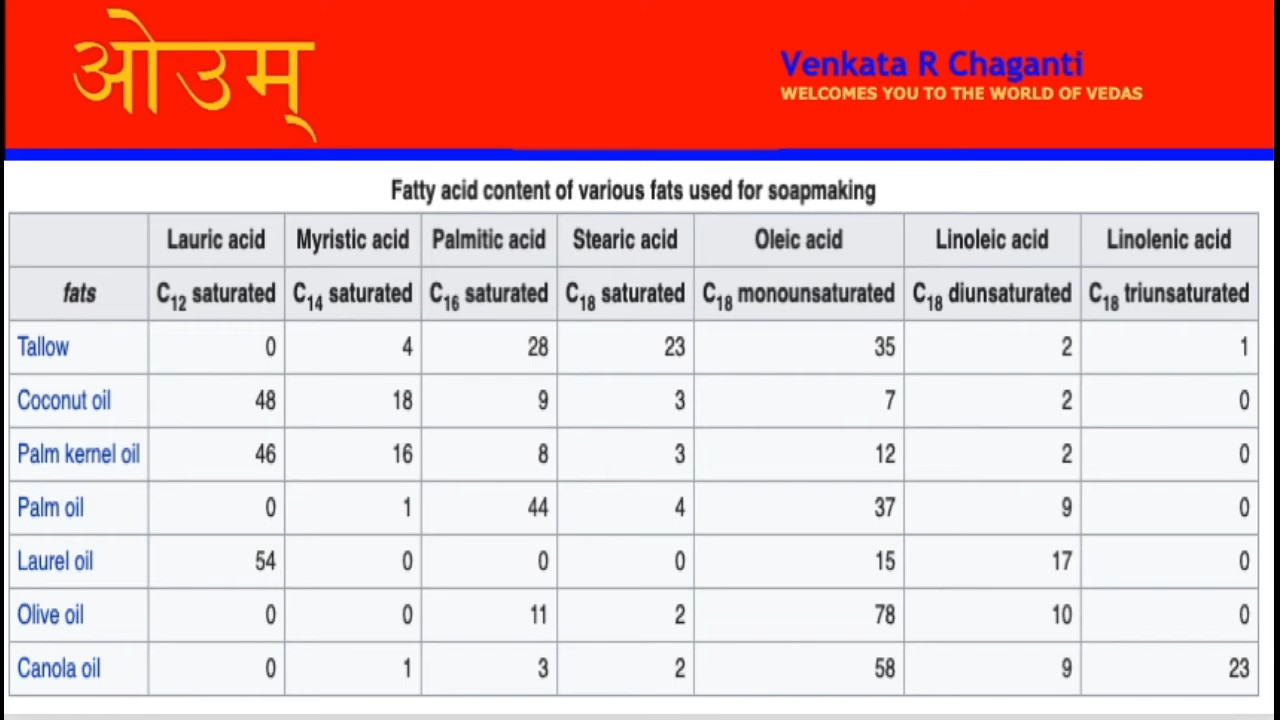 ओउम्
Venkata R Chaganti
WELCOMES YOU TO THE WORLD OF VEDAS
Fatty acid content of various fats used for soapmaking
Lauric acid Myristic acid Palmitic acid Stearic acid Oleic acid Linoleic acid Linolenic acid
fats C12 saturated C14 saturated C16 saturated C18 saturated C18 monounsaturated C18 diunsaturated C18 triunsaturated
Tallow 0 4 28 23 35 2 1
Coconut oil 48 18 9 3 7 2 0
Palm kernel oil 46 16 8 3 12 2 0
Palm oil 0 1 44 4 37 9 0
Laurel oil 54 0 0 0 15 17 0
Olive oil 0 0 11 2 78 10 0
Canola oil 0 1 3 2 58 9 23